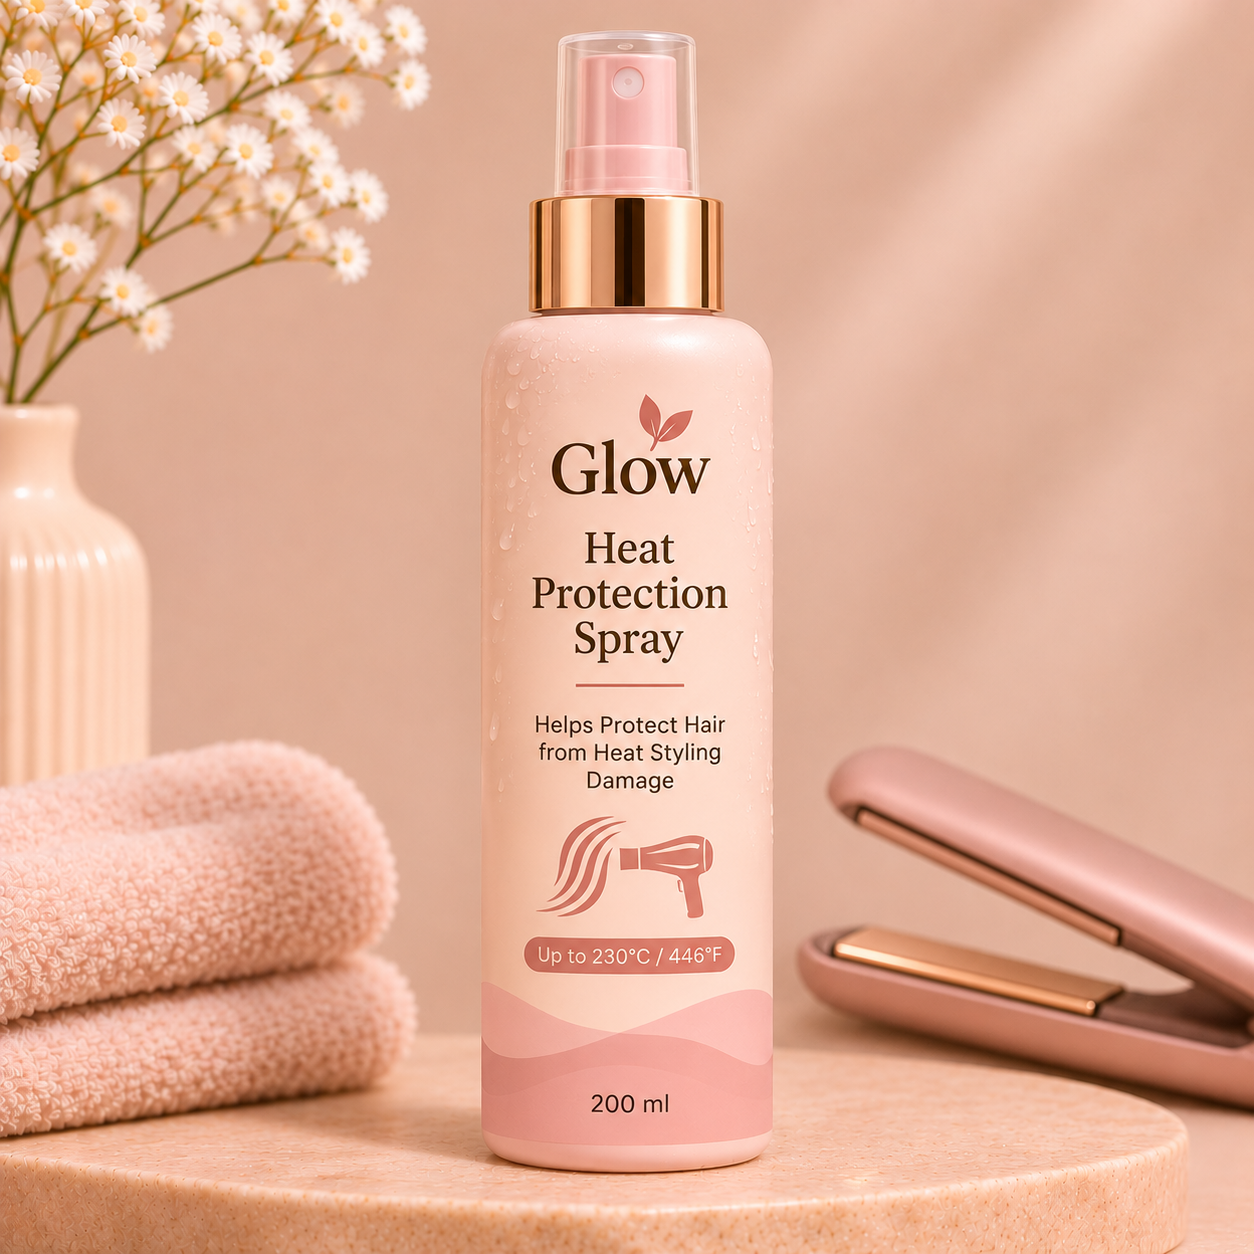 Glow
Heat
Protection
Spray
Helps Protect Hair
from Heat Styling
Damage
Up to 230°C / 446°F
200 ml